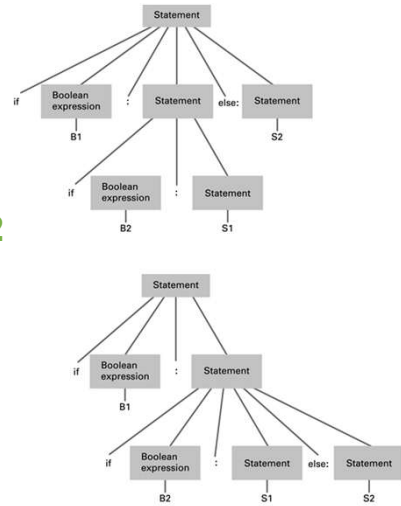 Statement
if Boolean expression : Statement else: Statement
B1 S2
if Boolean expression : Statement
B2 S1
Statement
if Boolean expression : Statement
B1
if Boolean expression : Statement else: Statement
B2 S1 S2